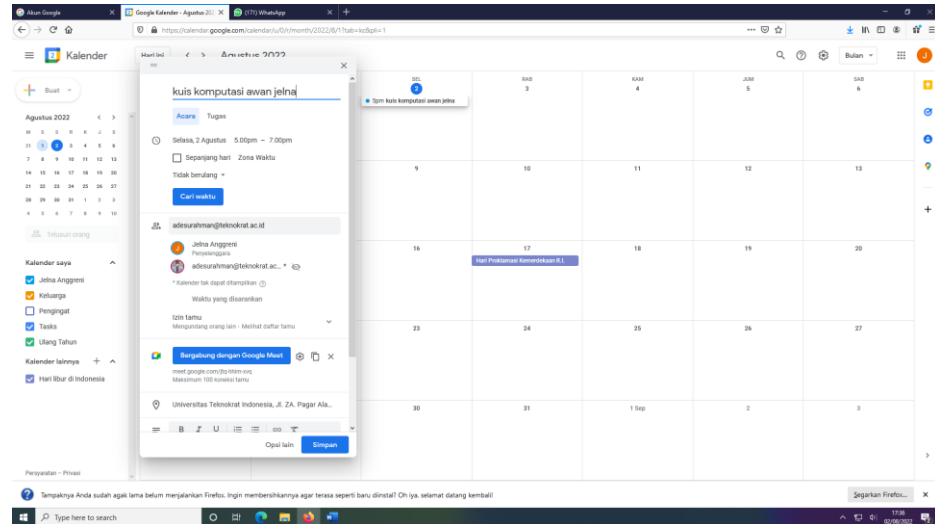 Akun Google
Google Kalender - Agustus 202
(171) WhatsApp
https://calendar.google.com/calendar/u/0/r/month/2022/8/1?tab=kc&pli=1
Kalender
Hari Ini
Agustus 2022
Bulan
J
Buat
Agustus 2022
M S S R K J S
31 1 2 3 4 5 6
7 8 9 10 11 12 13
14 15 16 17 18 19 20
21 22 23 24 25 26 27
28 29 30 31 1 2 3
4 5 6 7 8 9 10
Telusuri orang
Kalender saya
Jelna Anggreni
Keluarga
Pengingat
Tasks
Ulang Tahun
Kalender lainnya
Hari libur di Indonesia
Persyaratan – Privasi
kuis komputasi awan jelna
Acara Tugas
Selasa, 2 Agustus 5.00pm – 7.00pm
Sepanjang hari Zona Waktu
Tidak berulang
Cari waktu
adesurahman@teknokrat.ac.id
J
Jelna Anggreni
Penyelenggara
adesurahman@teknokrat.ac... *
* Kalender tak dapat ditampilkan
Waktu yang disarankan
Izin tamu
Mengundang orang lain · Melihat daftar tamu
Bergabung dengan Google Meet
Maksimum 100 koneksi tamu
Universitas Teknokrat Indonesia, Jl. ZA. Pagar Ala...
B I U
Opsi lain Simpan
SEL RAB KAM JUM SAB
2 3 4 5 6
5pm kuis komputasi awan jelna
9 10 11 12 13
16 17 18 19 20
Hari Proklamasi Kemerdekaan R.I.
23 24 25 26 27
30 31 1 Sep 2 3
Tampaknya Anda sudah agak lama belum menjalankan Firefox. Ingin membersihkannya agar terasa seperti baru diinstal? Oh iya. selamat datang kembali!
Segarkan Firefox...
Type here to search
17:36
02/08/2022